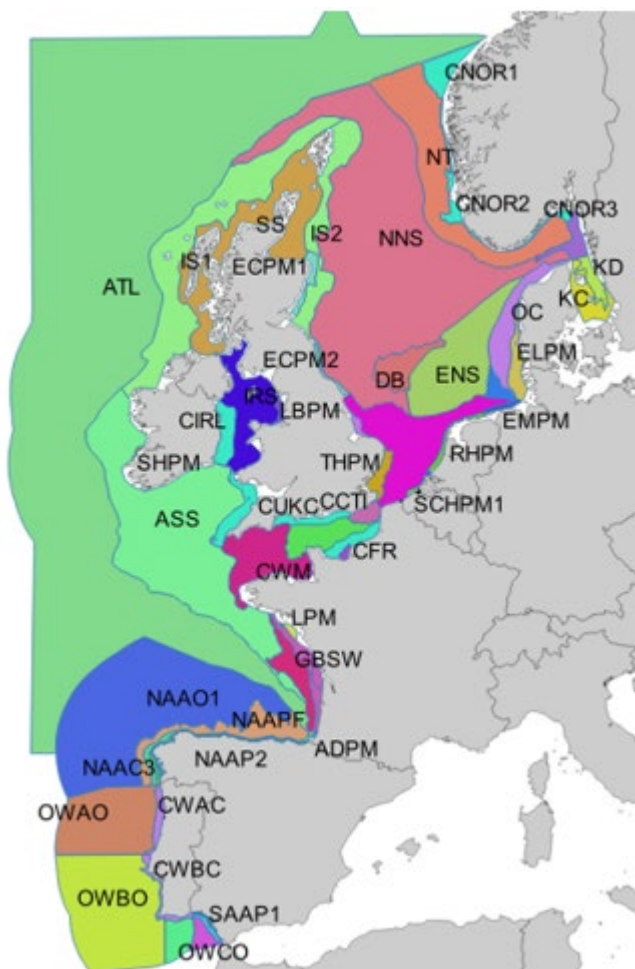 CNOR1
NT
CNOR2
CNOR3
SS
IS2
NNS
IS1
ECPM1
KD
ATL
KC
OC
ECPM2
ELPM
DB
ENS
IRS
LBPM
CIRL
EMPM
SHPM
THPM
RHPM
CUKC
CCTI
SCHPM1
ASS
CFR
CWM
LPM
GBSW
NAAO1
NAAPF
ADPM
NAAP2
NAAC3
CWAC
OWAO
CWBC
OWBO
SAAP1
OWCO